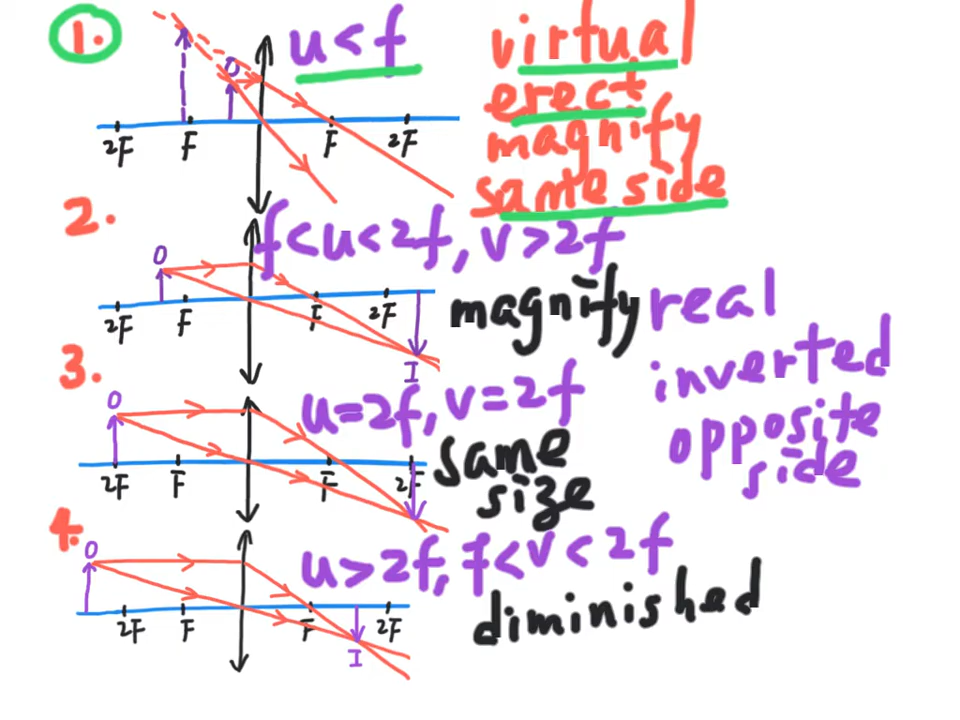 1.
u < f
virtual
erect
magnify
same side
O
2F F F 2F
2.
f < u < 2f, v > 2f
magnify
real
inverted
opposite
side
O
2F F F 2F
I
3.
u = 2f, v = 2f
same
size
O
2F F F 2F
4.
u > 2f, f < v < 2f
diminished
O
2F F F 2F
I